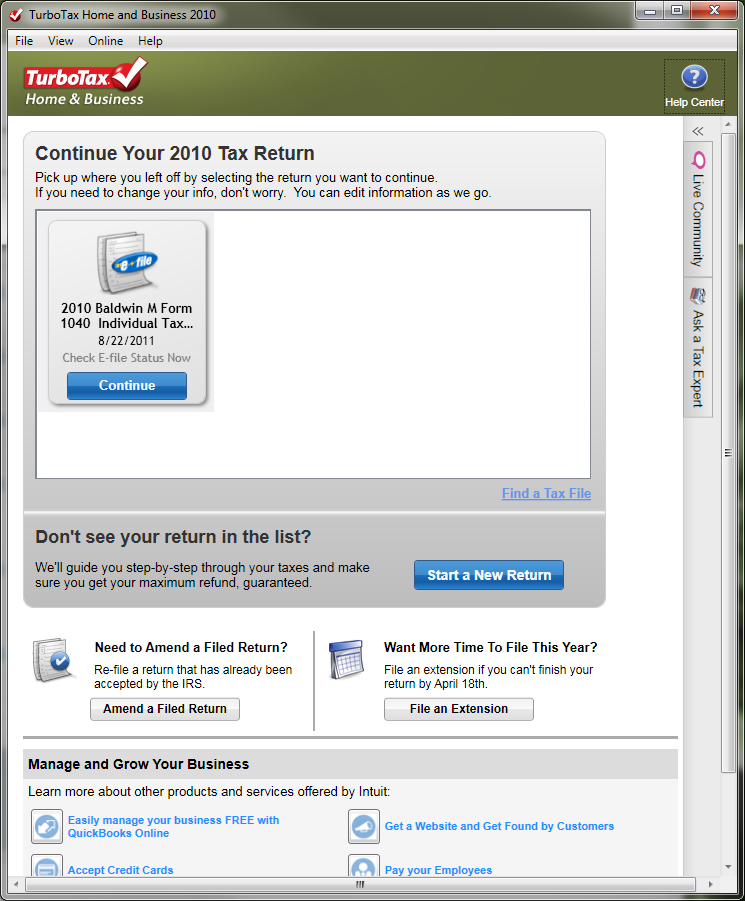 TurboTax Home and Business 2010
File View Online Help
TurboTax
Home & Business
Help Center
Continue Your 2010 Tax Return
Pick up where you left off by selecting the return you want to continue.
If you need to change your info, don't worry. You can edit information as we go.
e-file
2010 Baldwin M Form
1040 Individual Tax...
8/22/2011
Check E-file Status Now
Continue
Find a Tax File
Don't see your return in the list?
We'll guide you step-by-step through your taxes and make
sure you get your maximum refund, guaranteed.
Start a New Return
Live Community
Ask a Tax Expert
Need to Amend a Filed Return?
Re-file a return that has already been
accepted by the IRS.
Amend a Filed Return
Want More Time To File This Year?
File an extension if you can't finish your
return by April 18th.
File an Extension
Manage and Grow Your Business
Learn more about other products and services offered by Intuit:
Easily manage your business FREE with
QuickBooks Online
Get a Website and Get Found by Customers
Accept Credit Cards
Pay your Employees